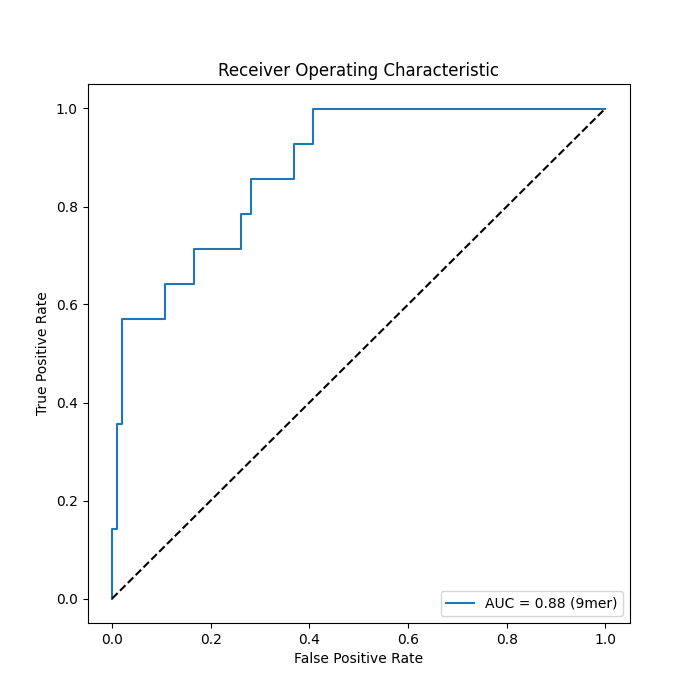 Receiver Operating Characteristic
True Positive Rate
1.0
0.8
0.6
0.4
0.2
0.0
0.0 0.2 0.4 0.6 0.8 1.0
False Positive Rate
AUC = 0.88 (9mer)